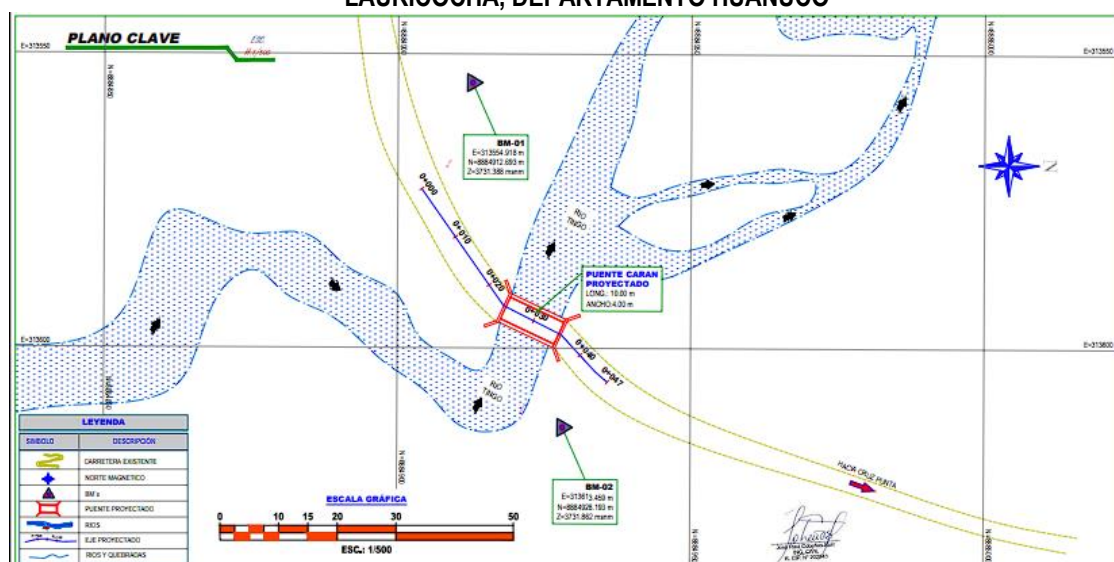 LAURICOCHA, DEPARTAMENTO HUANUCO
PLANO CLAVE
ESC.
E=313550
E=313550
BM-01
E=313554.918 m
N=8884912.693 m
Z=3731.388 msnm
N
0+000
0+010
0+020
0+030
0+040
0+047
RIO
TINGO
PUENTE CARAN
PROYECTADO
LONG.: 10.00 m
ANCHO:4.00 m
E=313600
E=313600
RIO
TINGO
LEYENDA
SIMBOLO DESCRIPCIÓN
CARRETERA EXISTENTE
NORTE MAGNETICO
BM's
PUENTE PROYECTADO
RIOS
EJE PROYECTADO
RIOS Y QUEBRADAS
ESCALA GRÁFICA
0 10 15 20 30 50
ESC.: 1/500
BM-02
E=313613.459 m
N=8884928.193 m
Z=3731.862 msnm
HACIA CRUZ PUNTA
ING. CIVIL